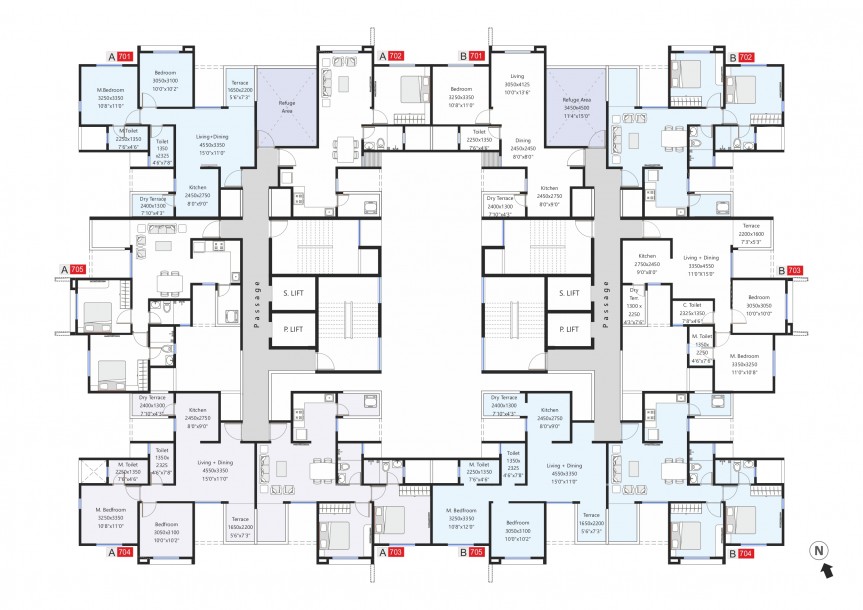 A 701
A 702
B 701
B 702
Bedroom
3050x3100
10'0"x10'2"
M.Bedroom
3250x3350
10'8"x11'0"
Terrace
1650x2200
5'6"x7'3"
Refuge
Area
M.Toilet
2250x1350
7'6"x4'6"
Toilet
1350
x2325
4'6"x7'8"
Living+Dining
4550x3350
15'0"x11'0"
Kitchen
2450x2750
8'0"x9'0"
Dry Terrace
2400x1300
7'10"x4'3"
Bedroom
3250x3350
10'8"x11'0"
Living
3050x4125
10'0"x13'6"
Toilet
2250x1350
7'6"x4'6"
Dining
2450x2450
8'0"x8'0"
Kitchen
2450x2750
8'0"x9'0"
Dry Terrace
2400x1300
7'10"x4'3"
Refuge Area
3450x4500
11'4"x15'0"
A 705
Passage
S. LIFT
P. LIFT
S. LIFT
P. LIFT
Passage
Terrace
2200x1600
7'3"x5'3"
Kitchen
2750x2450
9'0"x8'0"
Living + Dining
3350x4550
11'0"x15'0"
B 703
Dry
Terr.
1300 x
2250
4'3"x7'6"
C. Toilet
2325x1350
7'8"x4'6"
Bedroom
3050x3050
10'0"x10'0"
M. Toilet
1350x
2250
4'6"x7'6"
M. Bedroom
3350x3250
11'0"x10'8"
Dry Terrace
2400x1300
7'10"x4'3"
Kitchen
2450x2750
8'0"x9'0"
Toilet
1350x
2325
4'6"x7'8"
M. Toilet
2250x1350
7'6"x4'6"
Living + Dining
4550x3350
15'0"x11'0"
M. Bedroom
3250x3350
10'8"x11'0"
Bedroom
3050x3100
10'0"x10'2"
Terrace
1650x2200
5'6"x7'3"
Dry Terrace
2400x1300
7'10"x4'3"
Kitchen
2450x2750
8'0"x9'0"
M. Toilet
2250x1350
7'6"x4'6"
Toilet
1350x
2325
4'6"x7'8"
Living + Dining
4550x3350
15'0"x11'0"
M. Bedroom
3250x3350
10'8"x12'0"
Bedroom
3050x3100
10'0"x10'2"
Terrace
1650x2200
5'6"x7'3"
A 704
A 703
B 705
B 704
N